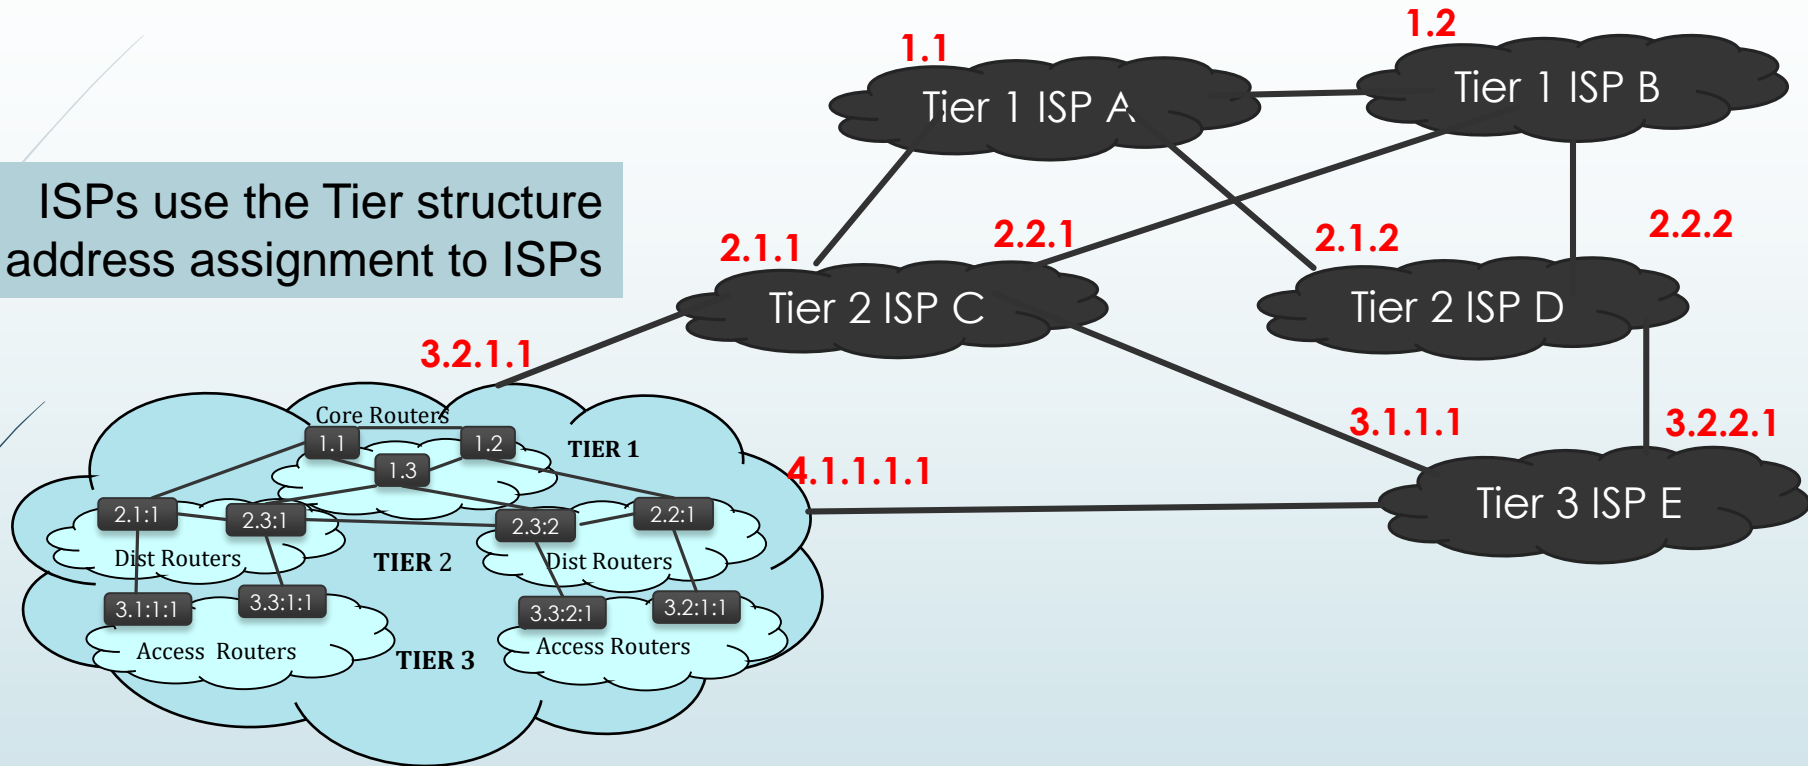 1.1
1.2
Tier 1 ISP A
Tier 1 ISP B
ISPs use the Tier structure
address assignment to ISPs
2.1.1
2.2.1
2.1.2
2.2.2
Tier 2 ISP C
Tier 2 ISP D
3.2.1.1
3.1.1.1
3.2.2.1
4.1.1.1.1
Tier 3 ISP E
Core Routers
1.1
1.2
TIER 1
1.3
2.1:1
2.3:1
2.3:2
2.2:1
Dist Routers
TIER 2
Dist Routers
3.1:1:1
3.3:1:1
3.3:2:1
3.2:1:1
Access Routers
TIER 3
Access Routers